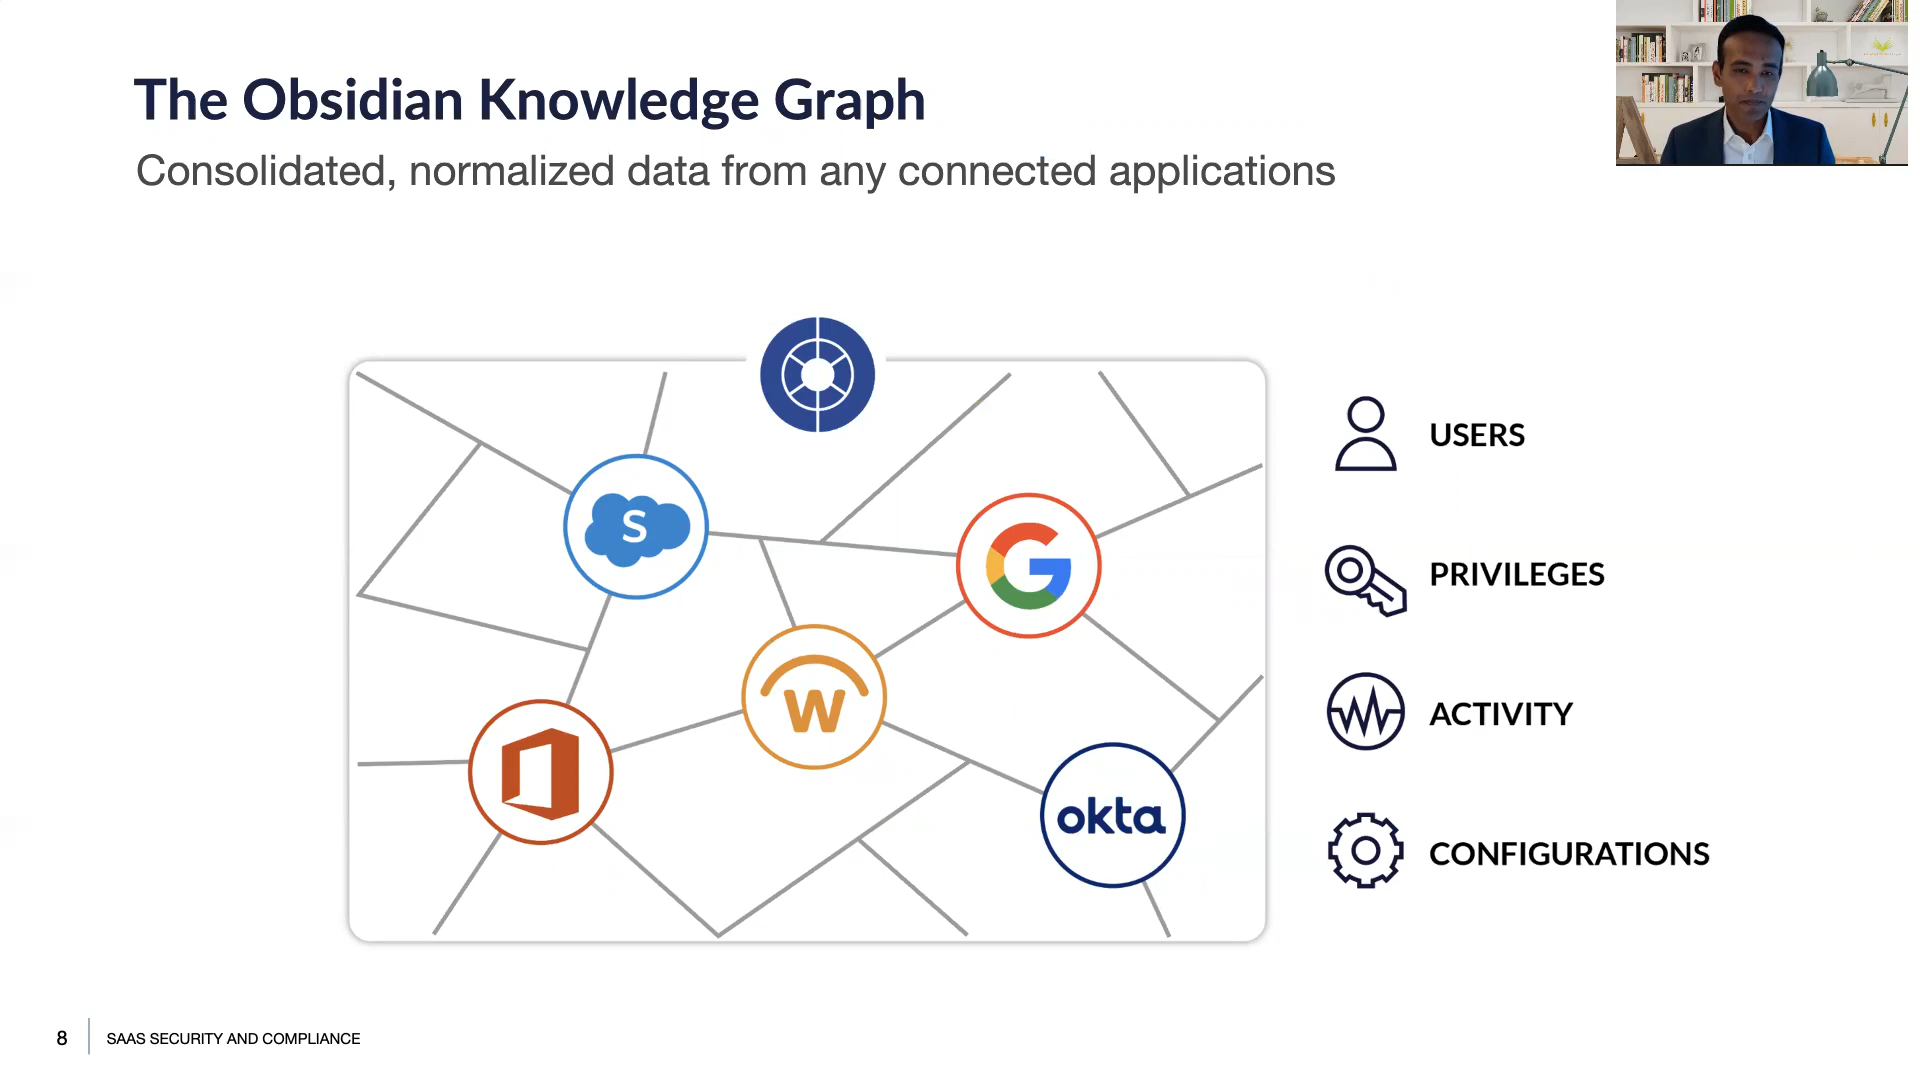 The Obsidian Knowledge Graph
Consolidated, normalized data from any connected applications
S
G
W
okta
USERS
PRIVILEGES
ACTIVITY
CONFIGURATIONS
8
SAAS SECURITY AND COMPLIANCE